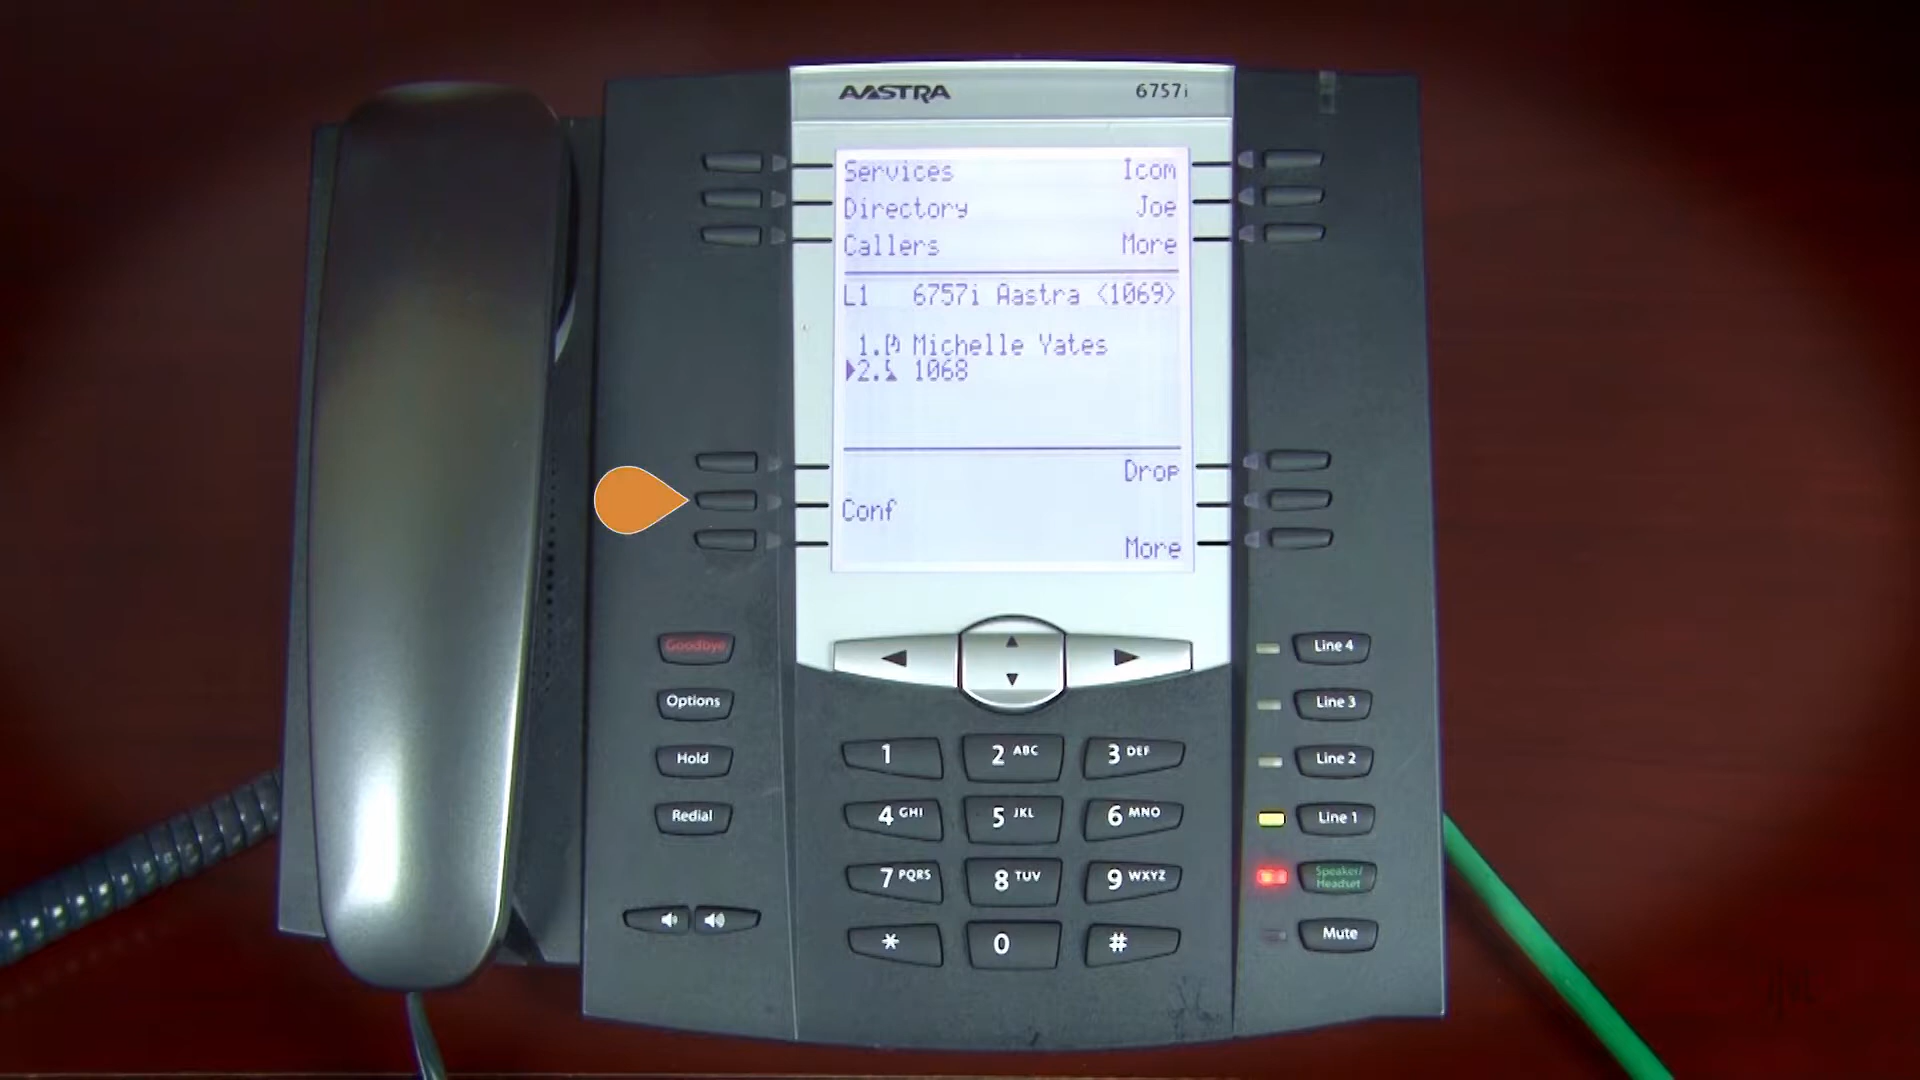 AASTRA 6757i
Services Icom
Directory Joe
Callers More
L1 6757i Aastra <1069>
1. Michelle Yates
2. 1068
Drop
Conf
More
Goodbye
Options
Hold
Redial
Line 4
Line 3
Line 2
Line 1
Speaker/
Headset
Mute
1 2 ABC 3 DEF
4 GHI 5 JKL 6 MNO
7 PQRS 8 TUV 9 WXYZ
* 0 #